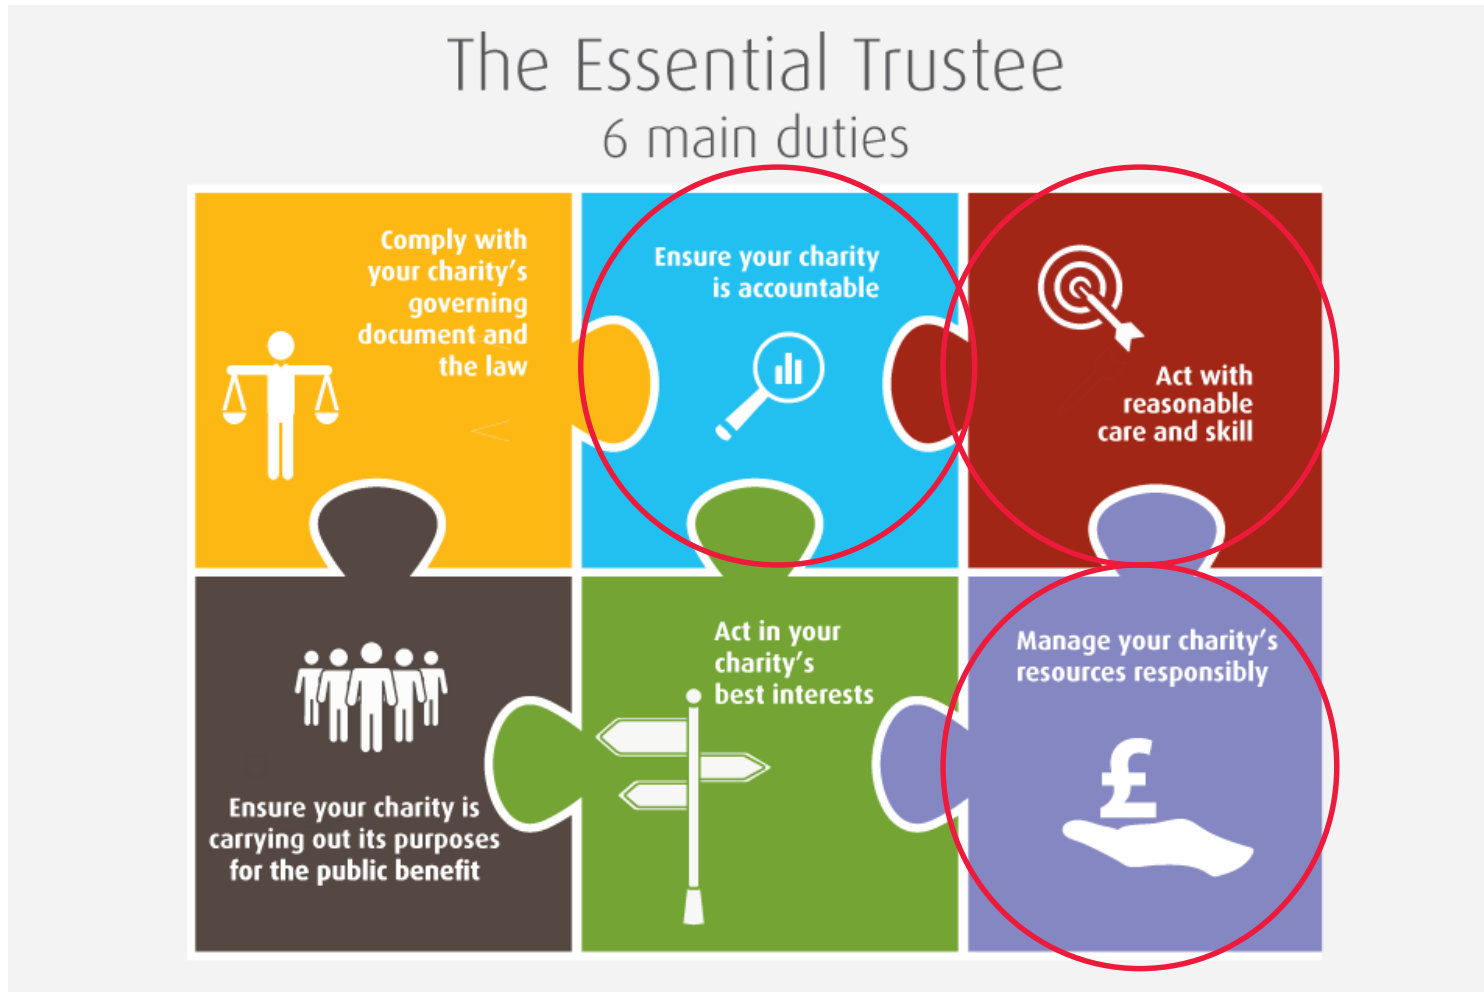 The Essential Trustee
6 main duties
Comply with
your charity's
governing
document and
the law
Ensure your charity
is accountable
Act with
reasonable
care and skill
Ensure your charity is
carrying out its purposes
for the public benefit
Act in your
charity's
best interests
Manage your charity's
resources responsibly
£